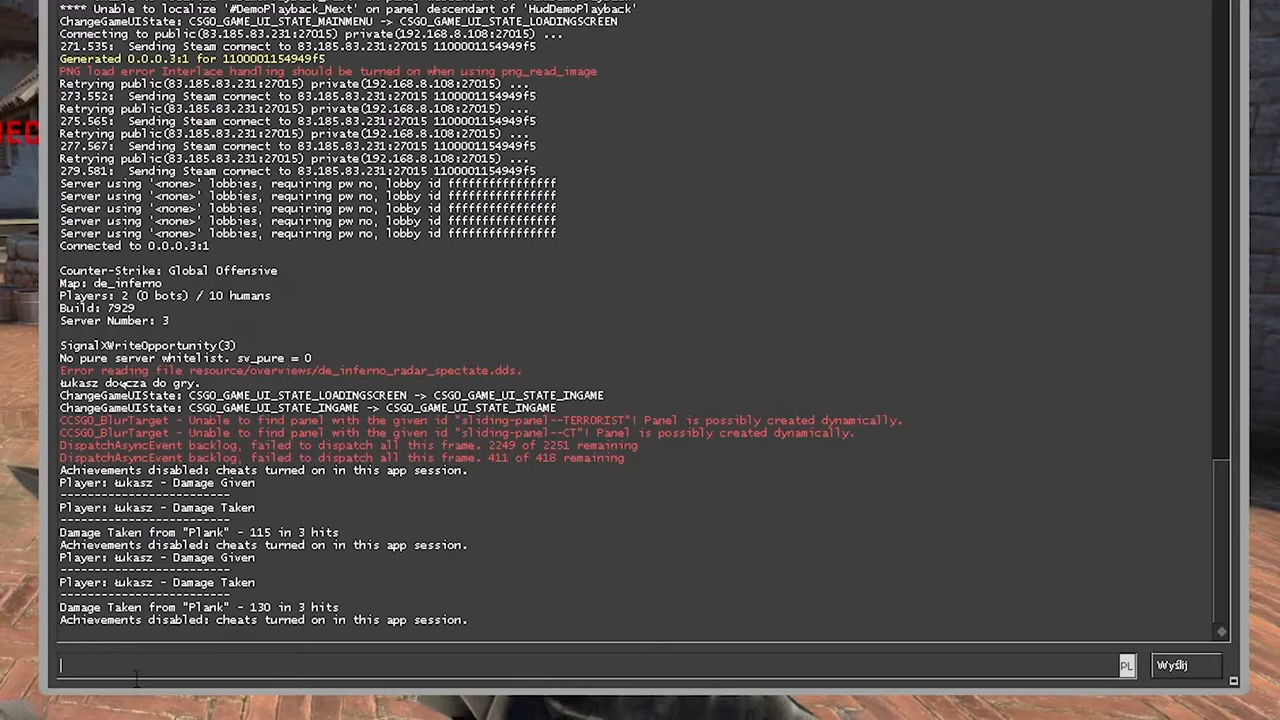 **** Unable to localize '#DemoPlayback_Next' on panel descendant of 'HudDemoPlayback'
ChangeGameUIState: CSGO_GAME_UI_STATE_MAINMENU -> CSGO_GAME_UI_STATE_LOADINGSCREEN
Connecting to public(83.185.83.231:27015) private(192.168.8.108:27015) ...
271.535:  Sending Steam connect to 83.185.83.231:27015 1100001154949f5
Generated 0.0.0.3:1 for 1100001154949f5
PNG load error Interlace handling should be turned on when using png_read_image
Retrying public(83.185.83.231:27015) private(192.168.8.108:27015) ...
273.552:  Sending Steam connect to 83.185.83.231:27015 1100001154949f5
Retrying public(83.185.83.231:27015) private(192.168.8.108:27015) ...
275.565:  Sending Steam connect to 83.185.83.231:27015 1100001154949f5
Retrying public(83.185.83.231:27015) private(192.168.8.108:27015) ...
277.567:  Sending Steam connect to 83.185.83.231:27015 1100001154949f5
Retrying public(83.185.83.231:27015) private(192.168.8.108:27015) ...
279.581:  Sending Steam connect to 83.185.83.231:27015 1100001154949f5
Server using '<none>' lobbies, requiring pw no, lobby id ffffffffffffffff
Server using '<none>' lobbies, requiring pw no, lobby id ffffffffffffffff
Server using '<none>' lobbies, requiring pw no, lobby id ffffffffffffffff
Server using '<none>' lobbies, requiring pw no, lobby id ffffffffffffffff
Server using '<none>' lobbies, requiring pw no, lobby id ffffffffffffffff
Connected to 0.0.0.3:1
Counter-Strike: Global Offensive
Map: de_inferno
Players: 2 (0 bots) / 10 humans
Build: 7929
Server Number: 3
SignalXWriteOpportunity(3)
No pure server whitelist. sv_pure = 0
Error reading file resource/overviews/de_inferno_radar_spectate.dds.
Łukasz dołącza do gry.
ChangeGameUIState: CSGO_GAME_UI_STATE_LOADINGSCREEN -> CSGO_GAME_UI_STATE_INGAME
ChangeGameUIState: CSGO_GAME_UI_STATE_INGAME -> CSGO_GAME_UI_STATE_INGAME
CCSGO_BlurTarget - Unable to find panel with the given id "sliding-panel--TERRORIST"! Panel is possibly created dynamically.
CCSGO_BlurTarget - Unable to find panel with the given id "sliding-panel--CT"! Panel is possibly created dynamically.
DispatchAsyncEvent backlog, failed to dispatch all this frame. 2249 of 2251 remaining
DispatchAsyncEvent backlog, failed to dispatch all this frame. 411 of 418 remaining
Achievements disabled: cheats turned on in this app session.
Player: Łukasz - Damage Given
-------------------------
Player: Łukasz - Damage Taken
-------------------------
Damage Taken from "Plank" - 115 in 3 hits
Achievements disabled: cheats turned on in this app session.
Player: Łukasz - Damage Given
-------------------------
Player: Łukasz - Damage Taken
-------------------------
Damage Taken from "Plank" - 130 in 3 hits
Achievements disabled: cheats turned on in this app session.
PL
Wyślij